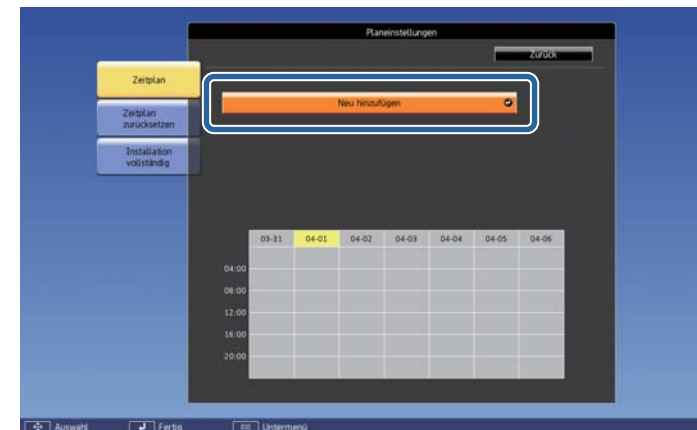 Planeinstellungen
Zurück
Zeitplan
Neu hinzufügen
Zeitplan
zurücksetzen
Installation
vollständig
03-31 04-01 04-02 04-03 04-04 04-05 04-06
04:00
08:00
12:00
16:00
20:00
Auswahl Fertig Esc Untermenü